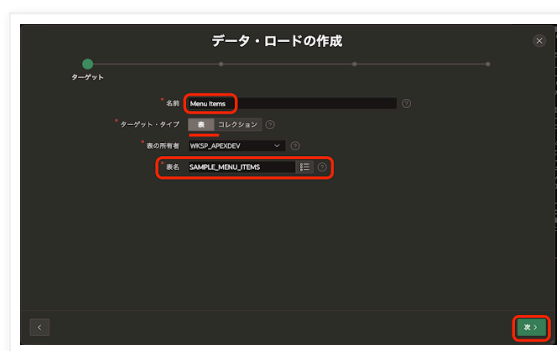 データ・ロードの作成
ターゲット
名前 Menu Items
ターゲット・タイプ 表 コレクション
表の所有者 WKSP_APEXDEV
表名 SAMPLE_MENU_ITEMS
次